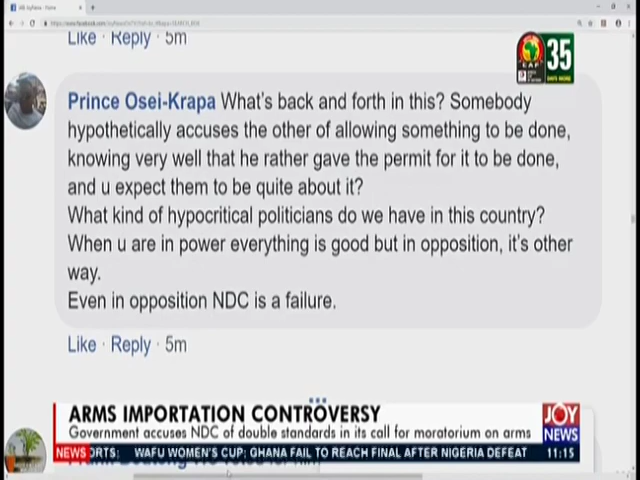 Like · Reply · 5m
35
Prince Osei-Krapa What's back and forth in this? Somebody
hypothetically accuses the other of allowing something to be done,
knowing very well that he rather gave the permit for it to be done,
and u expect them to be quite about it?
What kind of hypocritical politicians do we have in this country?
When u are in power everything is good but in opposition, it's other
way.
Even in opposition NDC is a failure.
Like · Reply · 5m
ARMS IMPORTATION CONTROVERSY
Government accuses NDC of double standards in its call for moratorium on arms
JOY
NEWS
NEWS
ORTS: WAFU WOMEN'S CUP: GHANA FAIL TO REACH FINAL AFTER NIGERIA DEFEAT
11:15